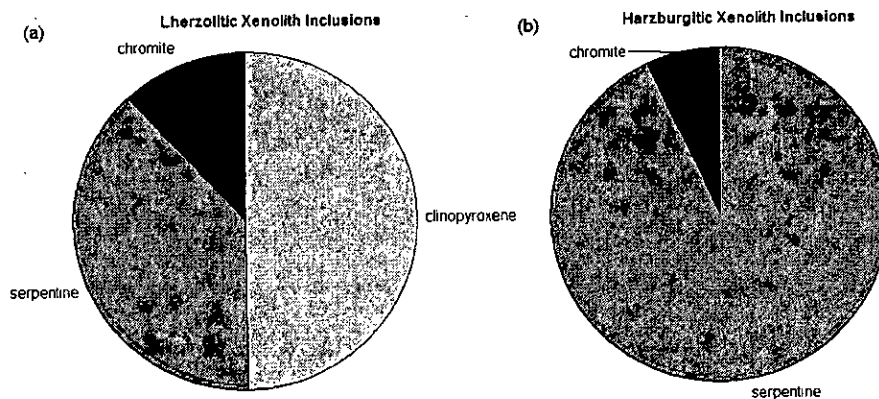 (a)
Lherzolitic Xenolith Inclusions
chromite
clinopyroxene
serpentine
(b)
Harzburgitic Xenolith Inclusions
chromite
serpentine